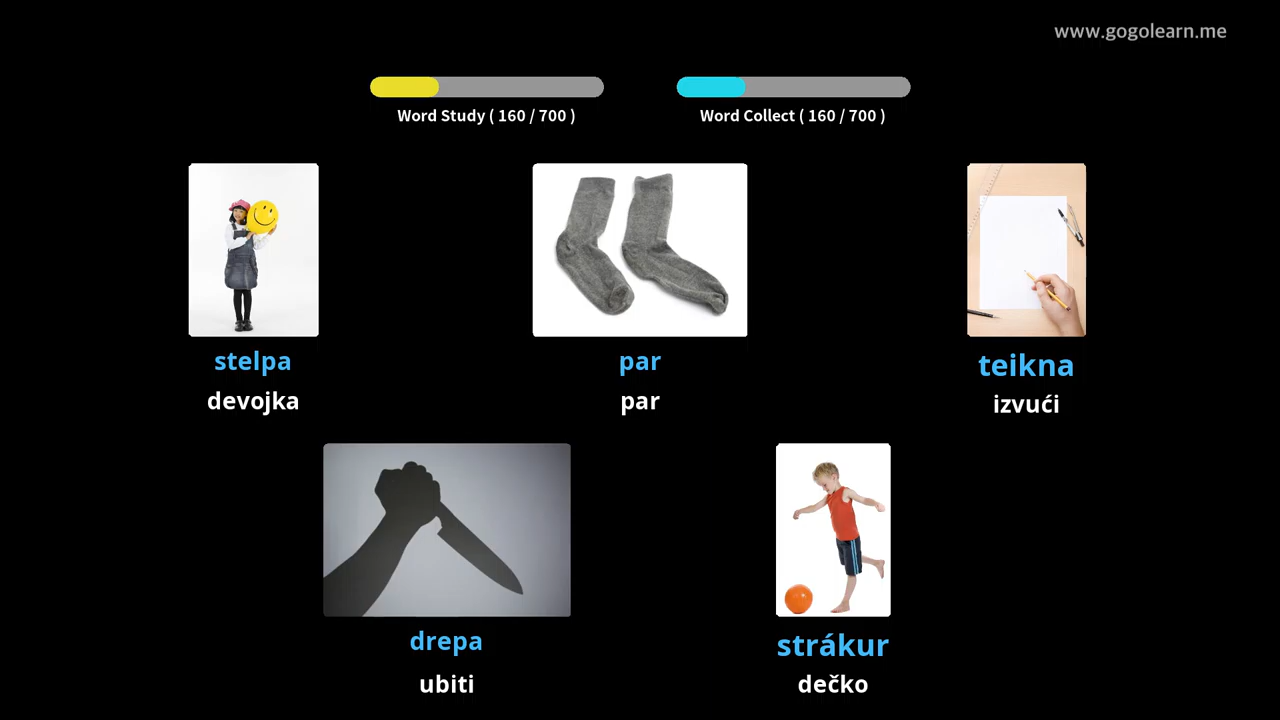 www.gogolearn.me
Word Study ( 160 / 700 )
Word Collect ( 160 / 700 )
stelpa
devojka
par
par
teikna
izvući
drepa
ubiti
strákur
dečko